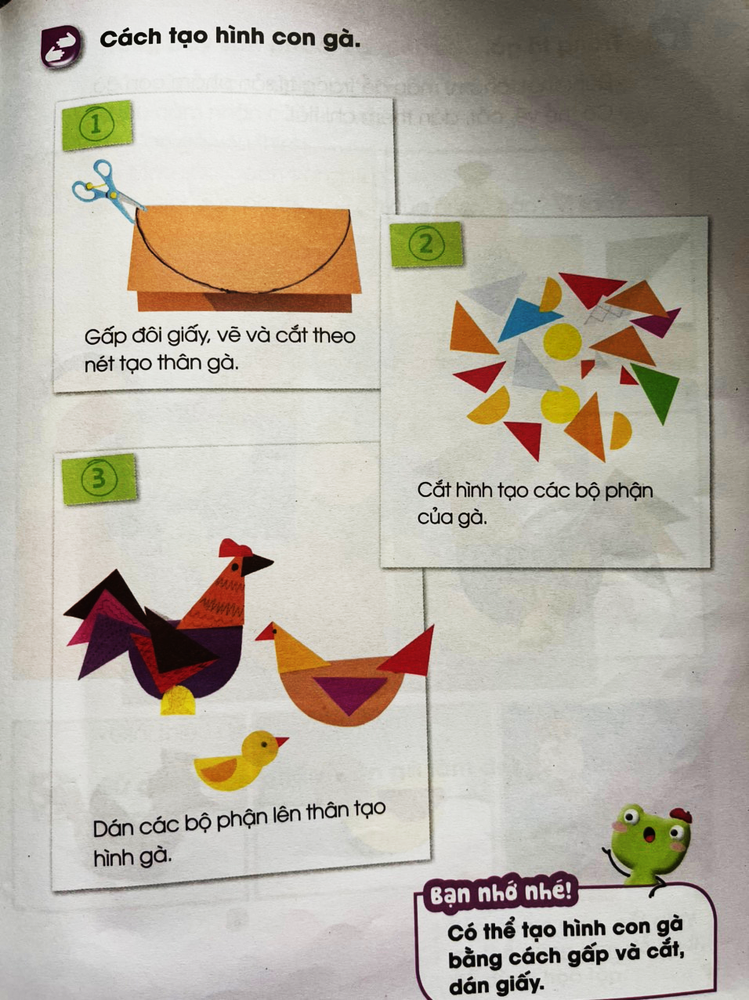 Cách tạo hình con gà.
1
Gấp đôi giấy, vẽ và cắt theo
nét tạo thân gà.
2
Cắt hình tạo các bộ phận
của gà.
3
Dán các bộ phận lên thân tạo
hình gà.
Bạn nhớ nhé!
Có thể tạo hình con gà
bằng cách gấp và cắt,
dán giấy.